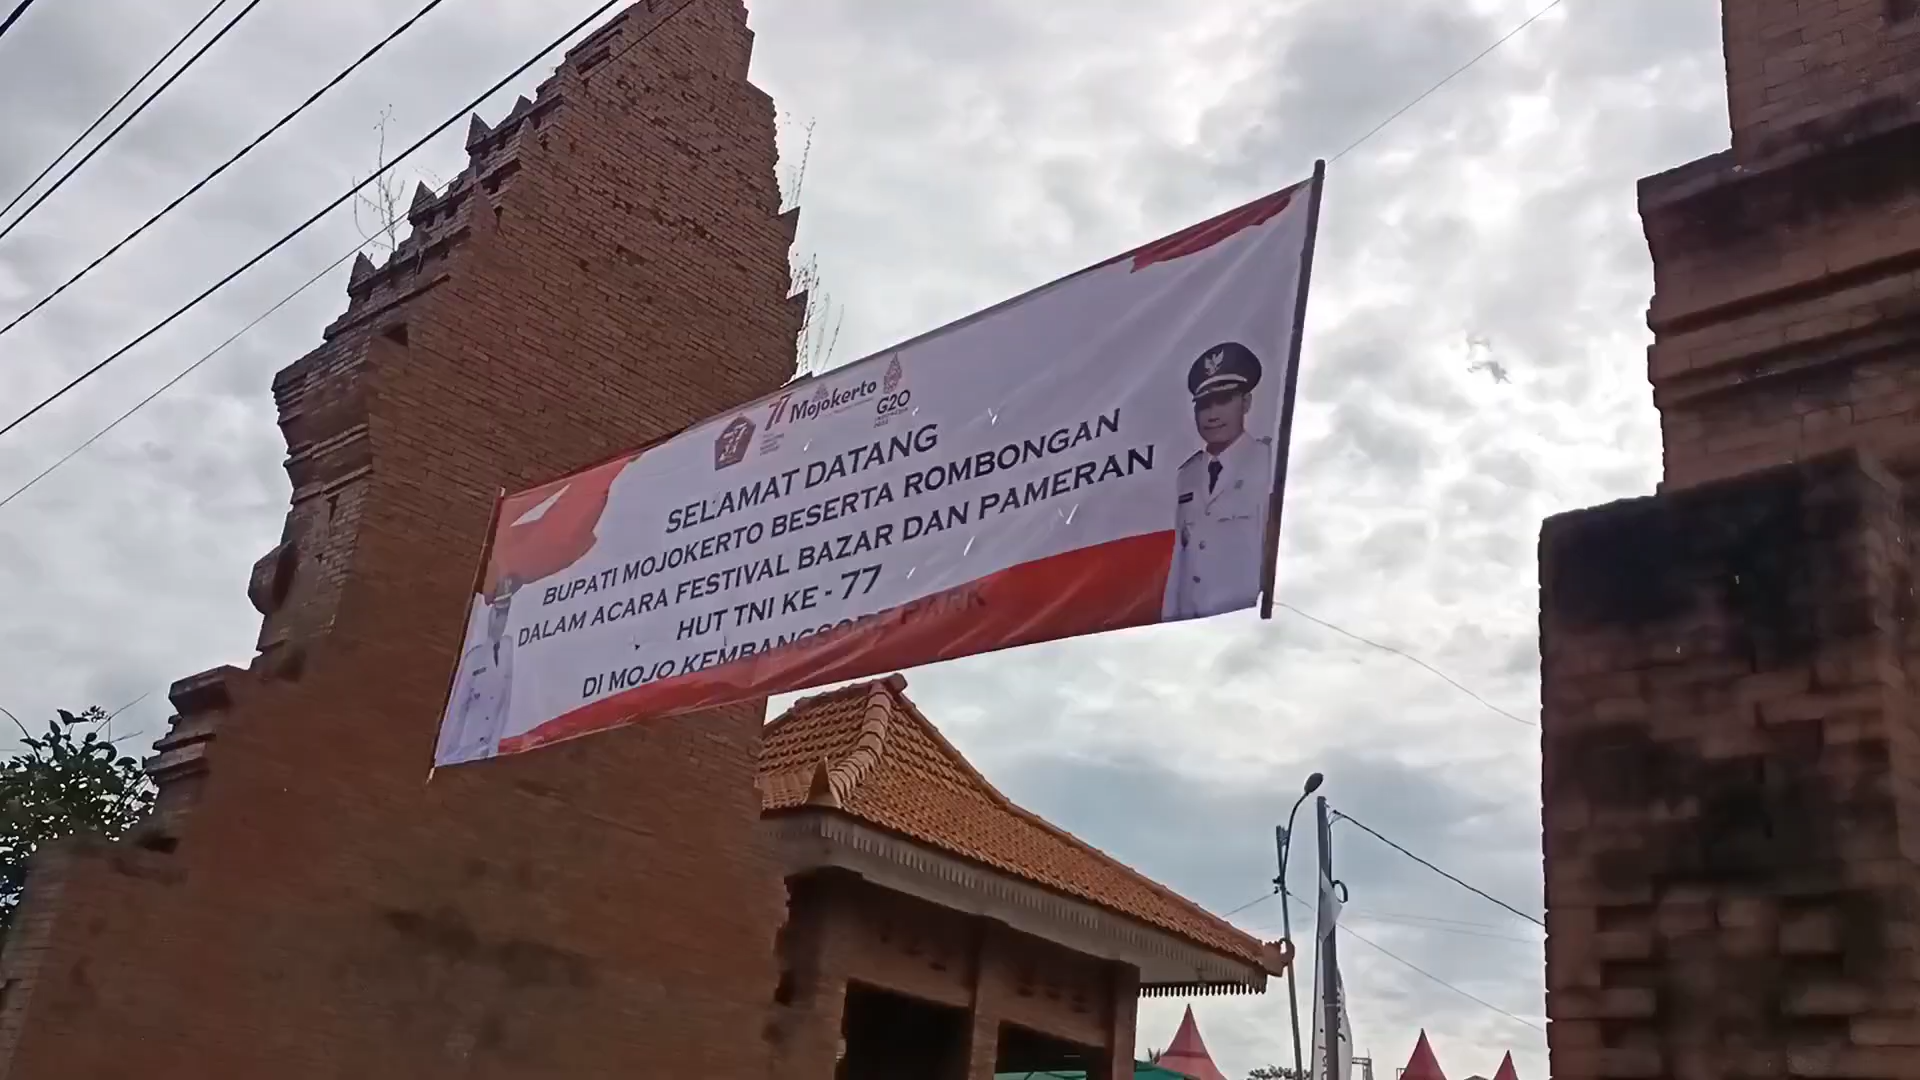 77 Mojokerto
G20
SELAMAT DATANG
BUPATI MOJOKERTO BESERTA ROMBONGAN
DALAM ACARA FESTIVAL BAZAR DAN PAMERAN
HUT TNI KE - 77
DI MOJO KEMBANGSORE PARK